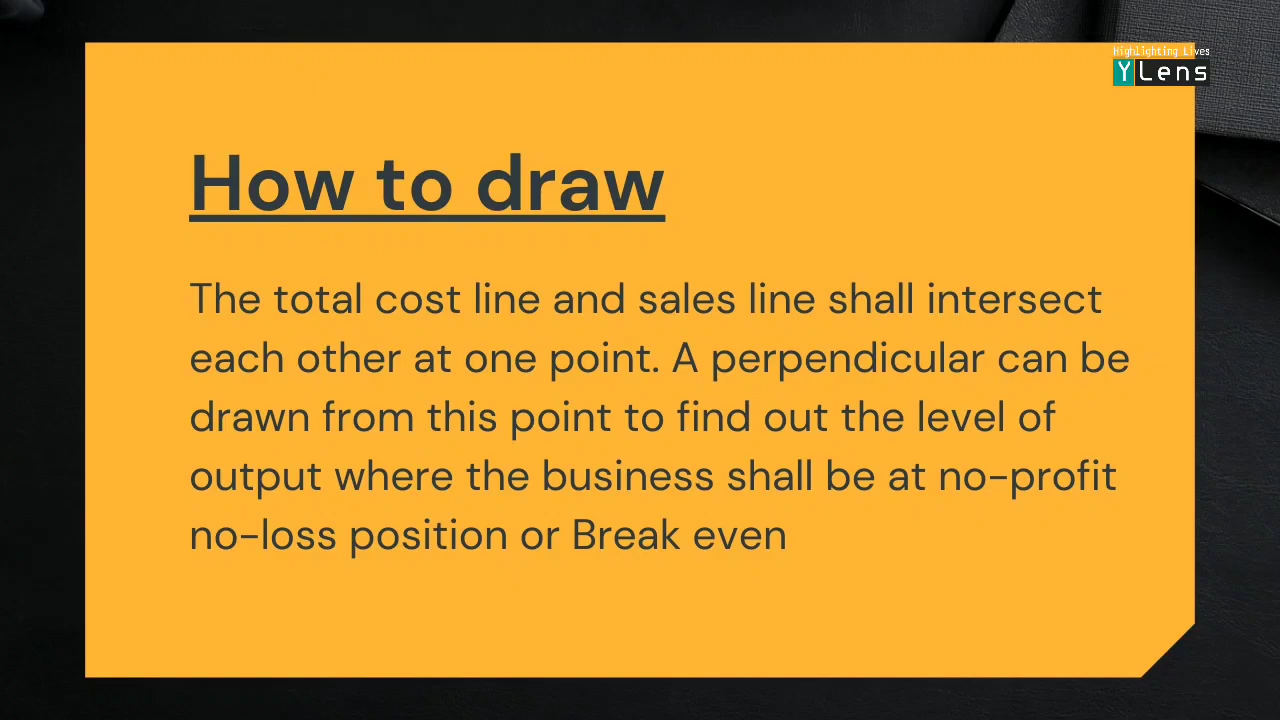 Highlighting Lives
YLens
How to draw
The total cost line and sales line shall intersect
each other at one point. A perpendicular can be
drawn from this point to find out the level of
output where the business shall be at no-profit
no-loss position or Break even